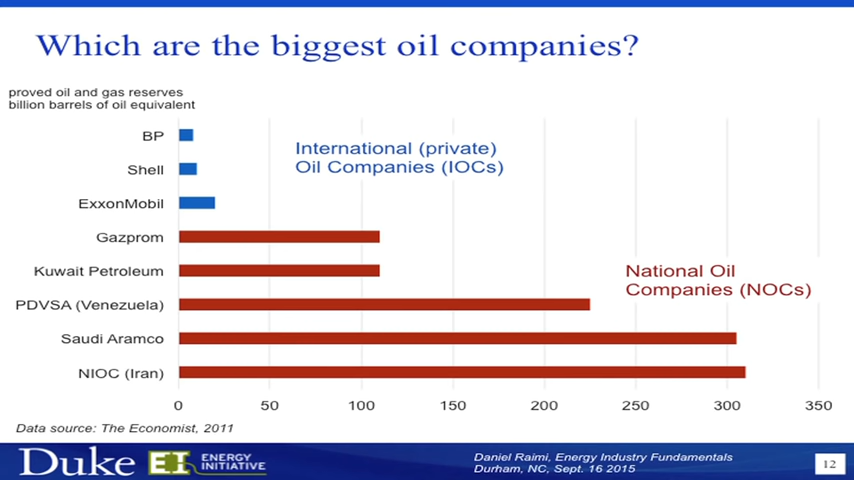 Which are the biggest oil companies?
proved oil and gas reserves
billion barrels of oil equivalent
BP
International (private)
Oil Companies (IOCs)
Shell
ExxonMobil
Gazprom
Kuwait Petroleum
National Oil
Companies (NOCs)
PDVSA (Venezuela)
Saudi Aramco
NIOC (Iran)
0 50 100 150 200 250 300 350
Data source: The Economist, 2011
Duke EI ENERGY
INITIATIVE
Daniel Raimi, Energy Industry Fundamentals
Durham, NC, Sept. 16 2015
12